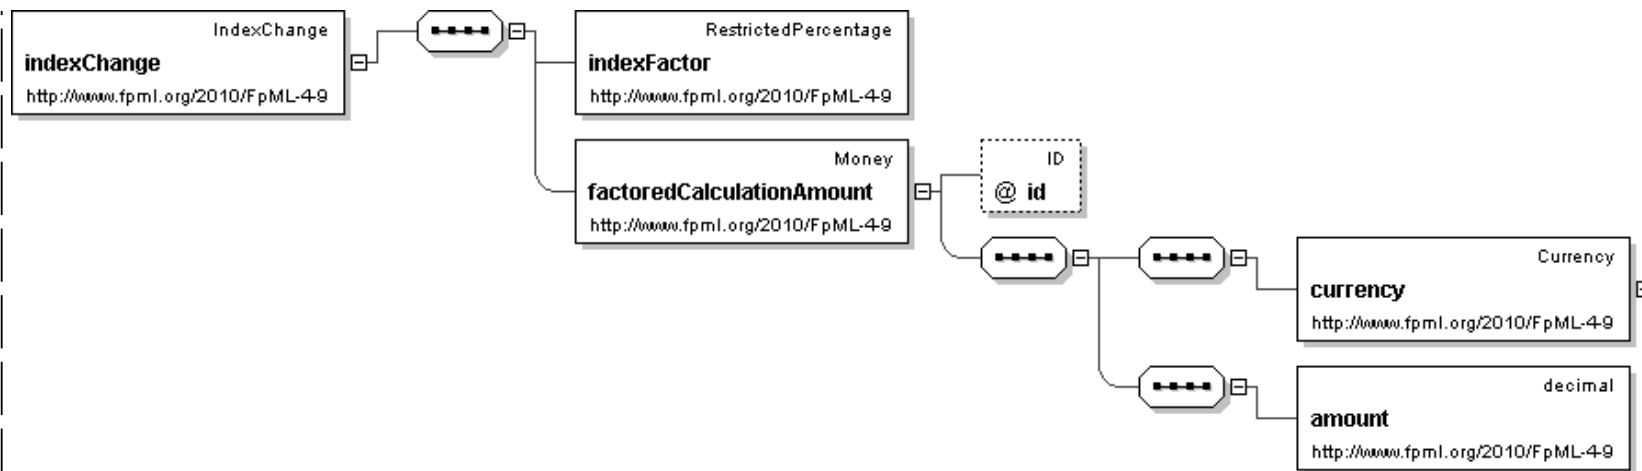 IndexChange
indexChange
http://www.fpml.org/2010/FpML-4-9
RestrictedPercentage
indexFactor
http://www.fpml.org/2010/FpML-4-9
Money
factoredCalculationAmount
http://www.fpml.org/2010/FpML-4-9
ID
@ id
Currency
currency
http://www.fpml.org/2010/FpML-4-9
decimal
amount
http://www.fpml.org/2010/FpML-4-9